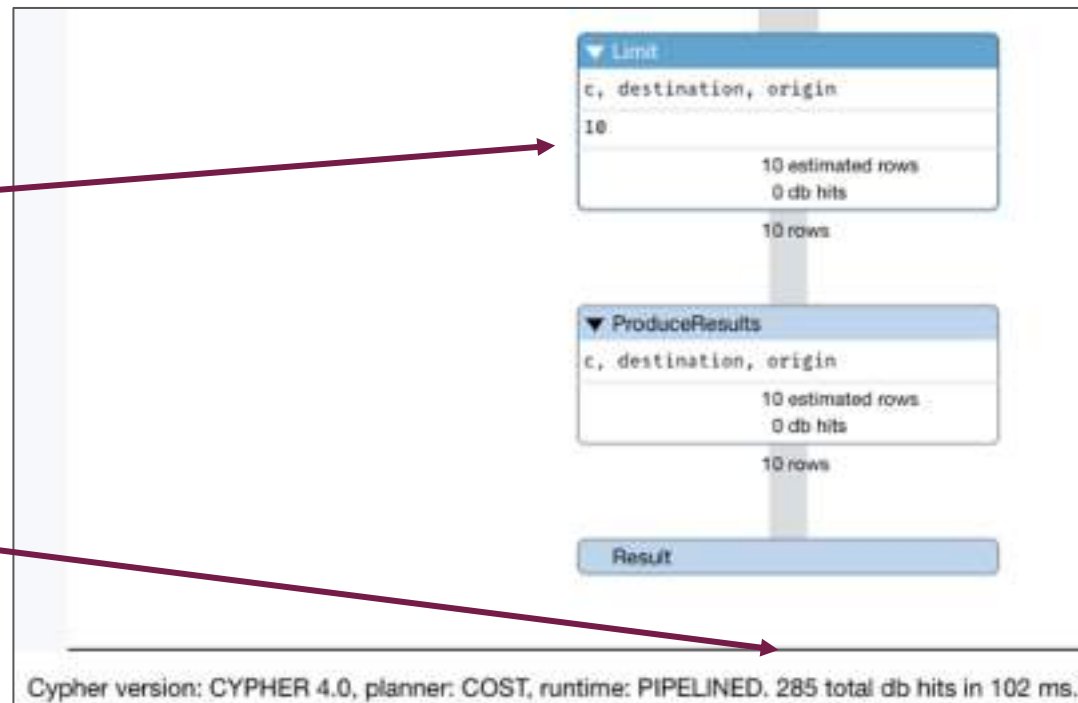 Limit
c, destination, origin
10
10 estimated rows
0 db hits
10 rows
ProduceResults
c, destination, origin
10 estimated rows
0 db hits
10 rows
Result
Cypher version: CYPHER 4.0, planner: COST, runtime: PIPELINED. 285 total db hits in 102 ms.